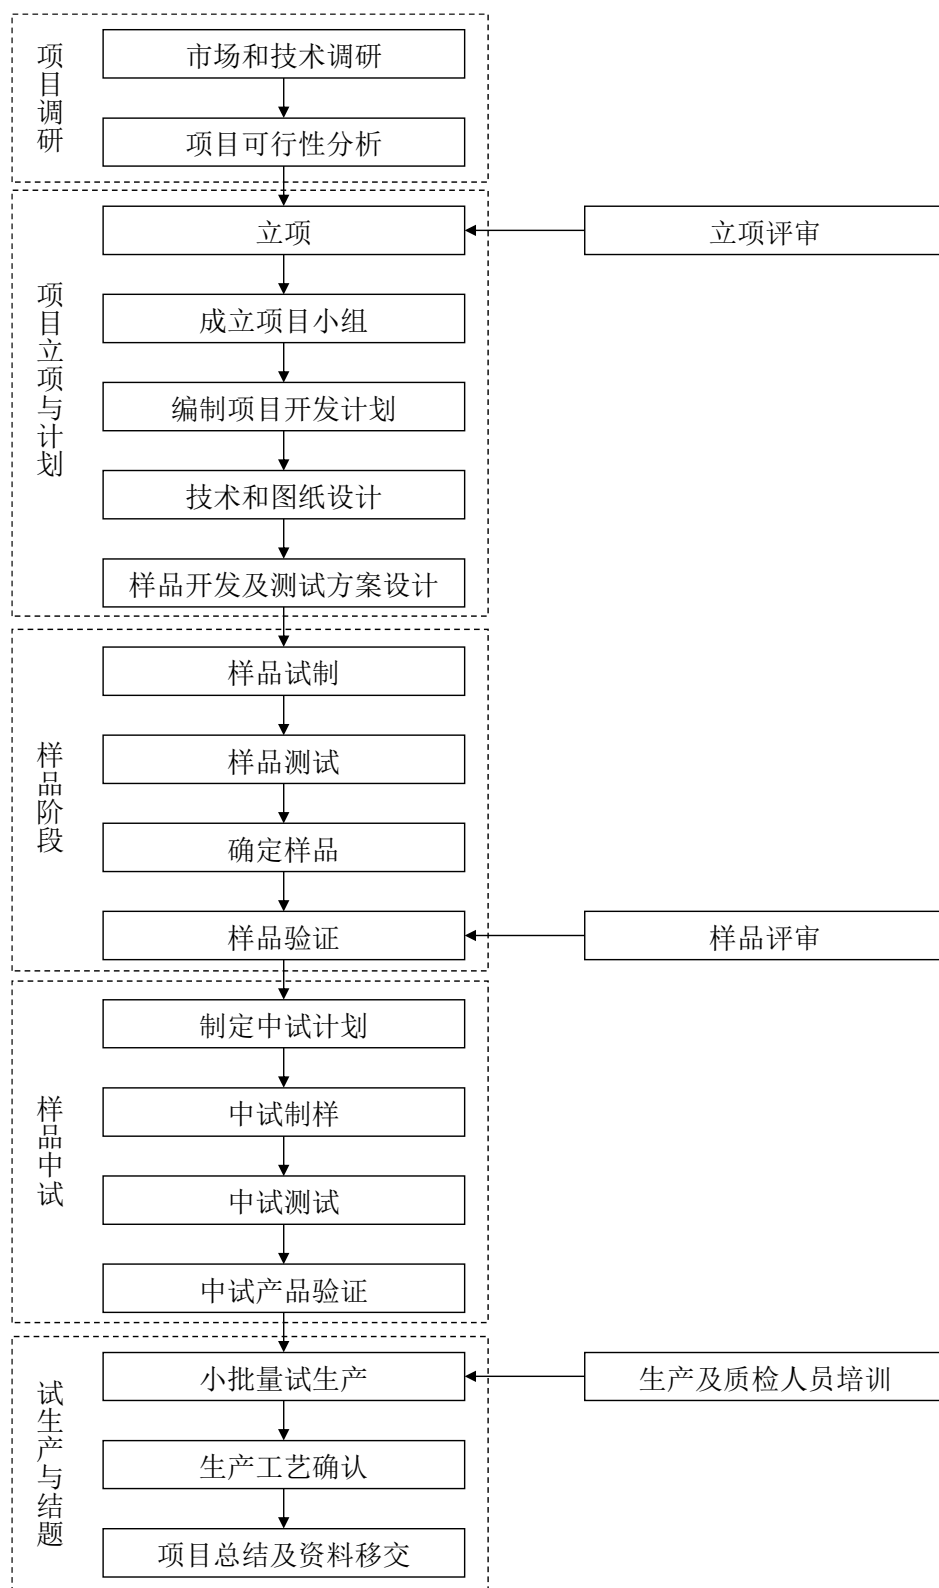 项目调研
市场和技术调研
项目可行性分析
项目立项与计划
立项
立项评审
成立项目小组
编制项目开发计划
技术和图纸设计
样品开发及测试方案设计
样品阶段
样品试制
样品测试
确定样品
样品验证
样品评审
样品中试
制定中试计划
中试制样
中试测试
中试产品验证
试生产与结题
小批量试生产
生产及质检人员培训
生产工艺确认
项目总结及资料移交